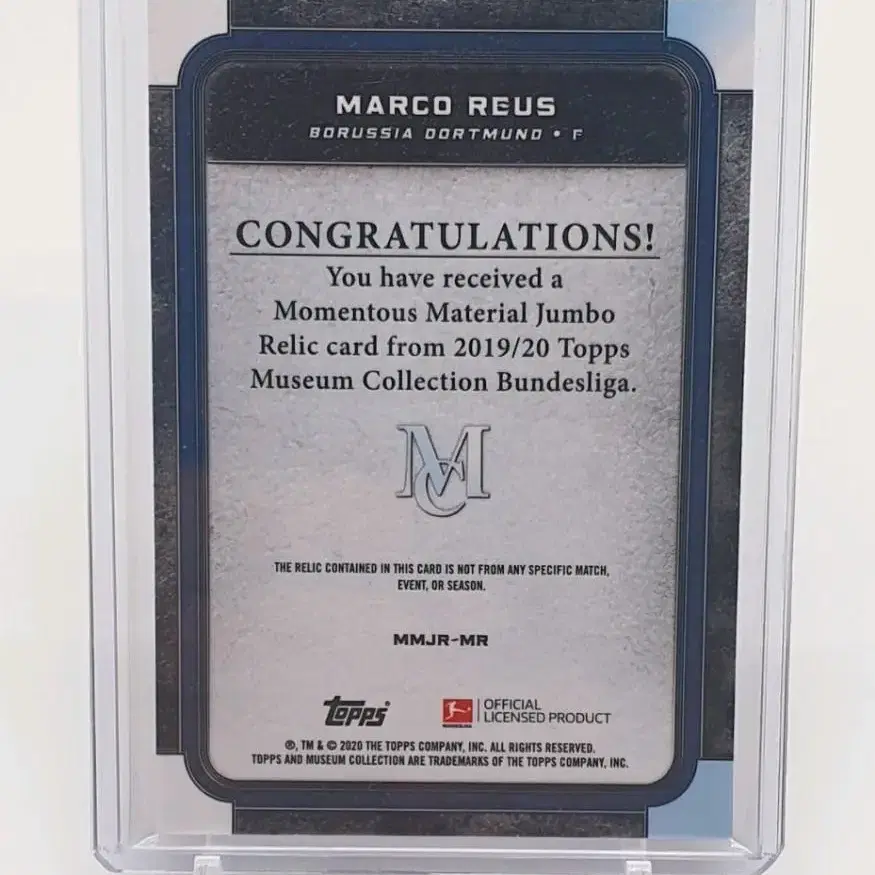 MARCO REUS
BORUSSIA DORTMUND • F
CONGRATULATIONS!
You have received a
Momentous Material Jumbo
Relic card from 2019/20 Topps
Museum Collection Bundesliga.
MC
THE RELIC CONTAINED IN THIS CARD IS NOT FROM ANY SPECIFIC MATCH,
EVENT, OR SEASON.
MMJR-MR
Topps®
BUNDESLIGA
OFFICIAL
LICENSED PRODUCT
®, TM & © 2020 THE TOPPS COMPANY, INC. ALL RIGHTS RESERVED.
TOPPS AND MUSEUM COLLECTION ARE TRADEMARKS OF THE TOPPS COMPANY, INC.